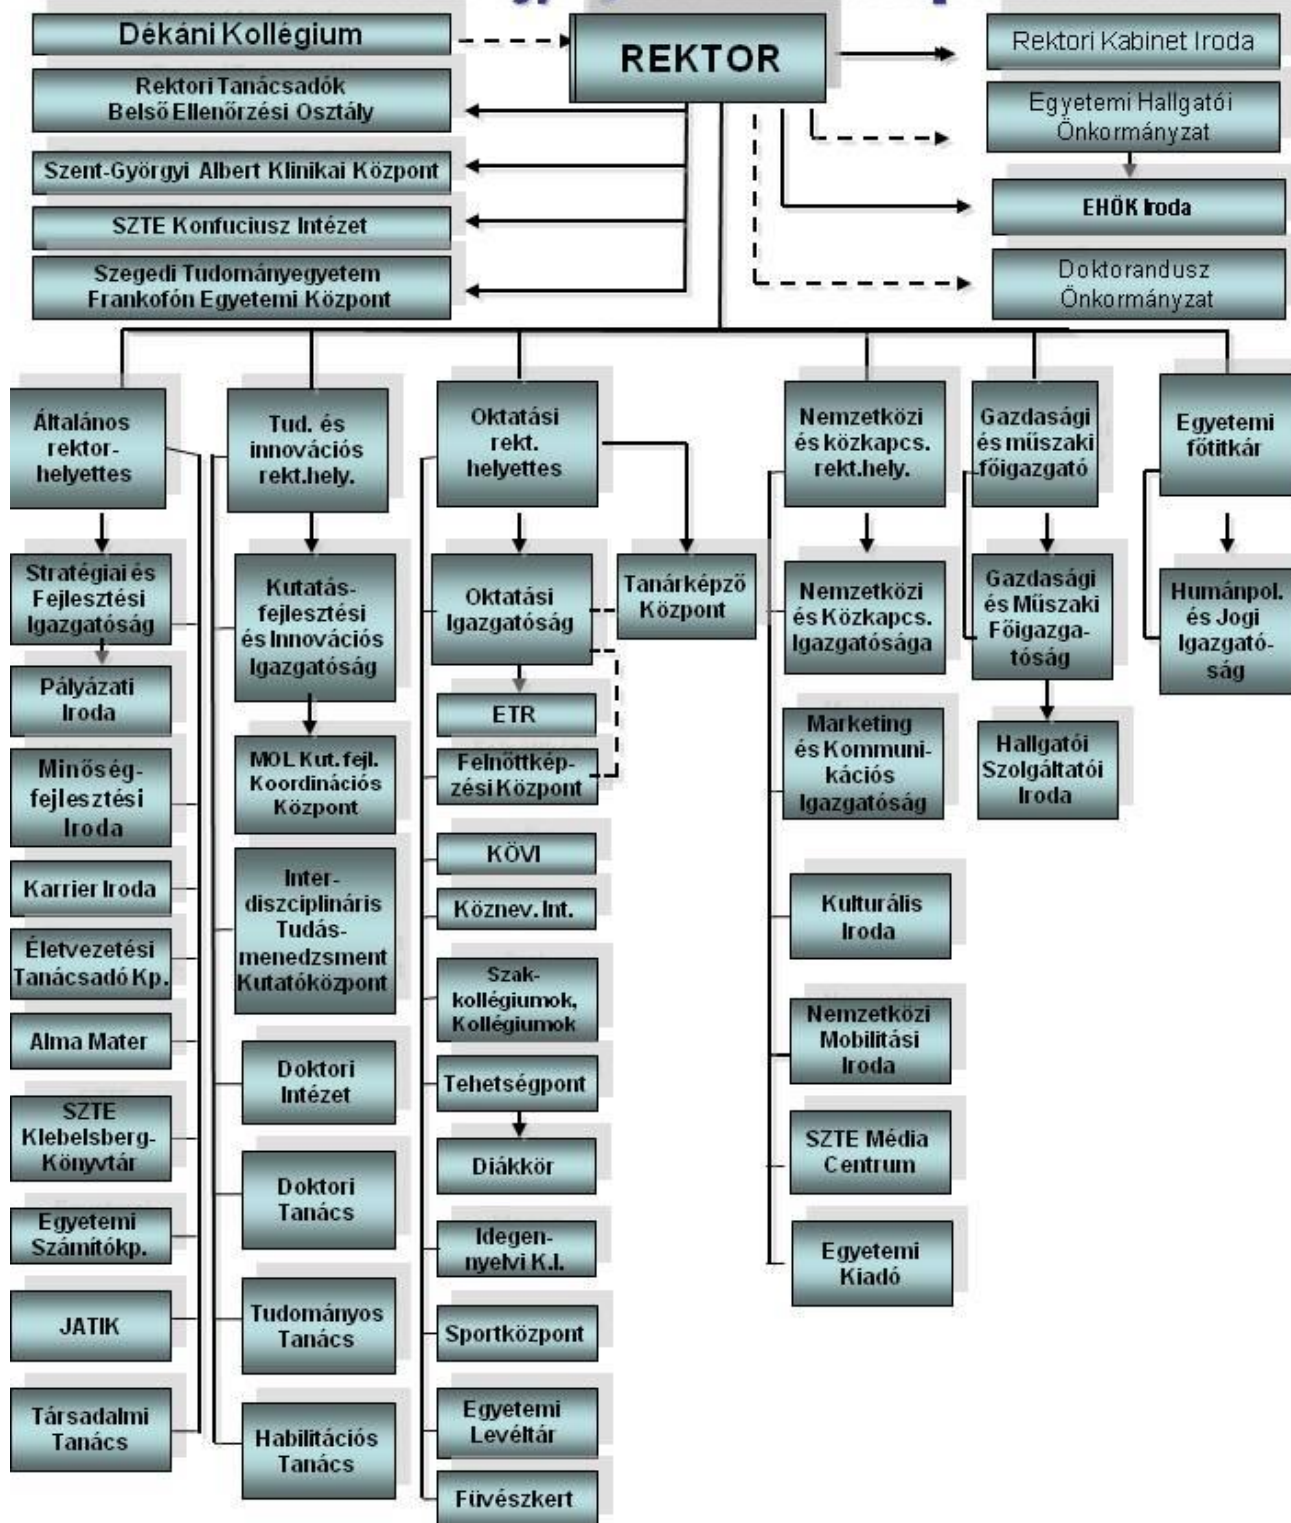 Dékáni Kollégium
REKTOR
Rektori Kabinet Iroda
Rektori Tanácsadók
Belső Ellenőrzési Osztály
Egyetemi Hallgatói
Önkormányzat
Szent-Györgyi Albert Klinikai Központ
EHÖK Iroda
SZTE Konfuciusz Intézet
Szegedi Tudományegyetem
Frankofón Egyetemi Központ
Doktorandusz
Önkormányzat
Általános
rektor-
helyettes
Tud. és
innovációs
rekt.hely.
Oktatási
rekt.
helyettes
Nemzetközi
és közkapcs.
rekt.hely.
Gazdasági
és műszaki
főigazgató
Egyetemi
főtitkár
Stratégiai és
Fejlesztési
Igazgatóság
Pályázati
Iroda
Minőség-
fejlesztési
Iroda
Karrier Iroda
Életvezetési
Tanácsadó Kp.
Alma Mater
SZTE
Klebelsberg-
Könyvtár
Egyetemi
Számítókp.
JATIK
Társadalmi
Tanács
Kutatás-
fejlesztési
és Innovációs
Igazgatóság
MOL Kut. fejl.
Koordinációs
Központ
Inter-
diszciplináris
Tudás-
menedzsment
Kutatóközpont
Doktori
Intézet
Doktori
Tanács
Tudományos
Tanács
Habilitációs
Tanács
Oktatási
Igazgatóság
Tanárképző
Központ
ETR
Felnőttkép-
zési Központ
KÖVI
Köznev. Int.
Szak-
kollégiumok,
Kollégiumok
Tehetségpont
Diákkör
Idegen-
nyelvi K.I.
Sportközpont
Egyetemi
Levéltár
Füvészkert
Nemzetközi
és Közkapcs.
Igazgatósága
Marketing
és Kommuni-
kációs
Igazgatóság
Kulturális
Iroda
Nemzetközi
Mobilitási
Iroda
SZTE Média
Centrum
Egyetemi
Kiadó
Gazdasági
és Műszaki
Főigazga-
tóság
Hallgatói
Szolgáltatói
Iroda
Humánpol.
és Jogi
Igazgató-
ság